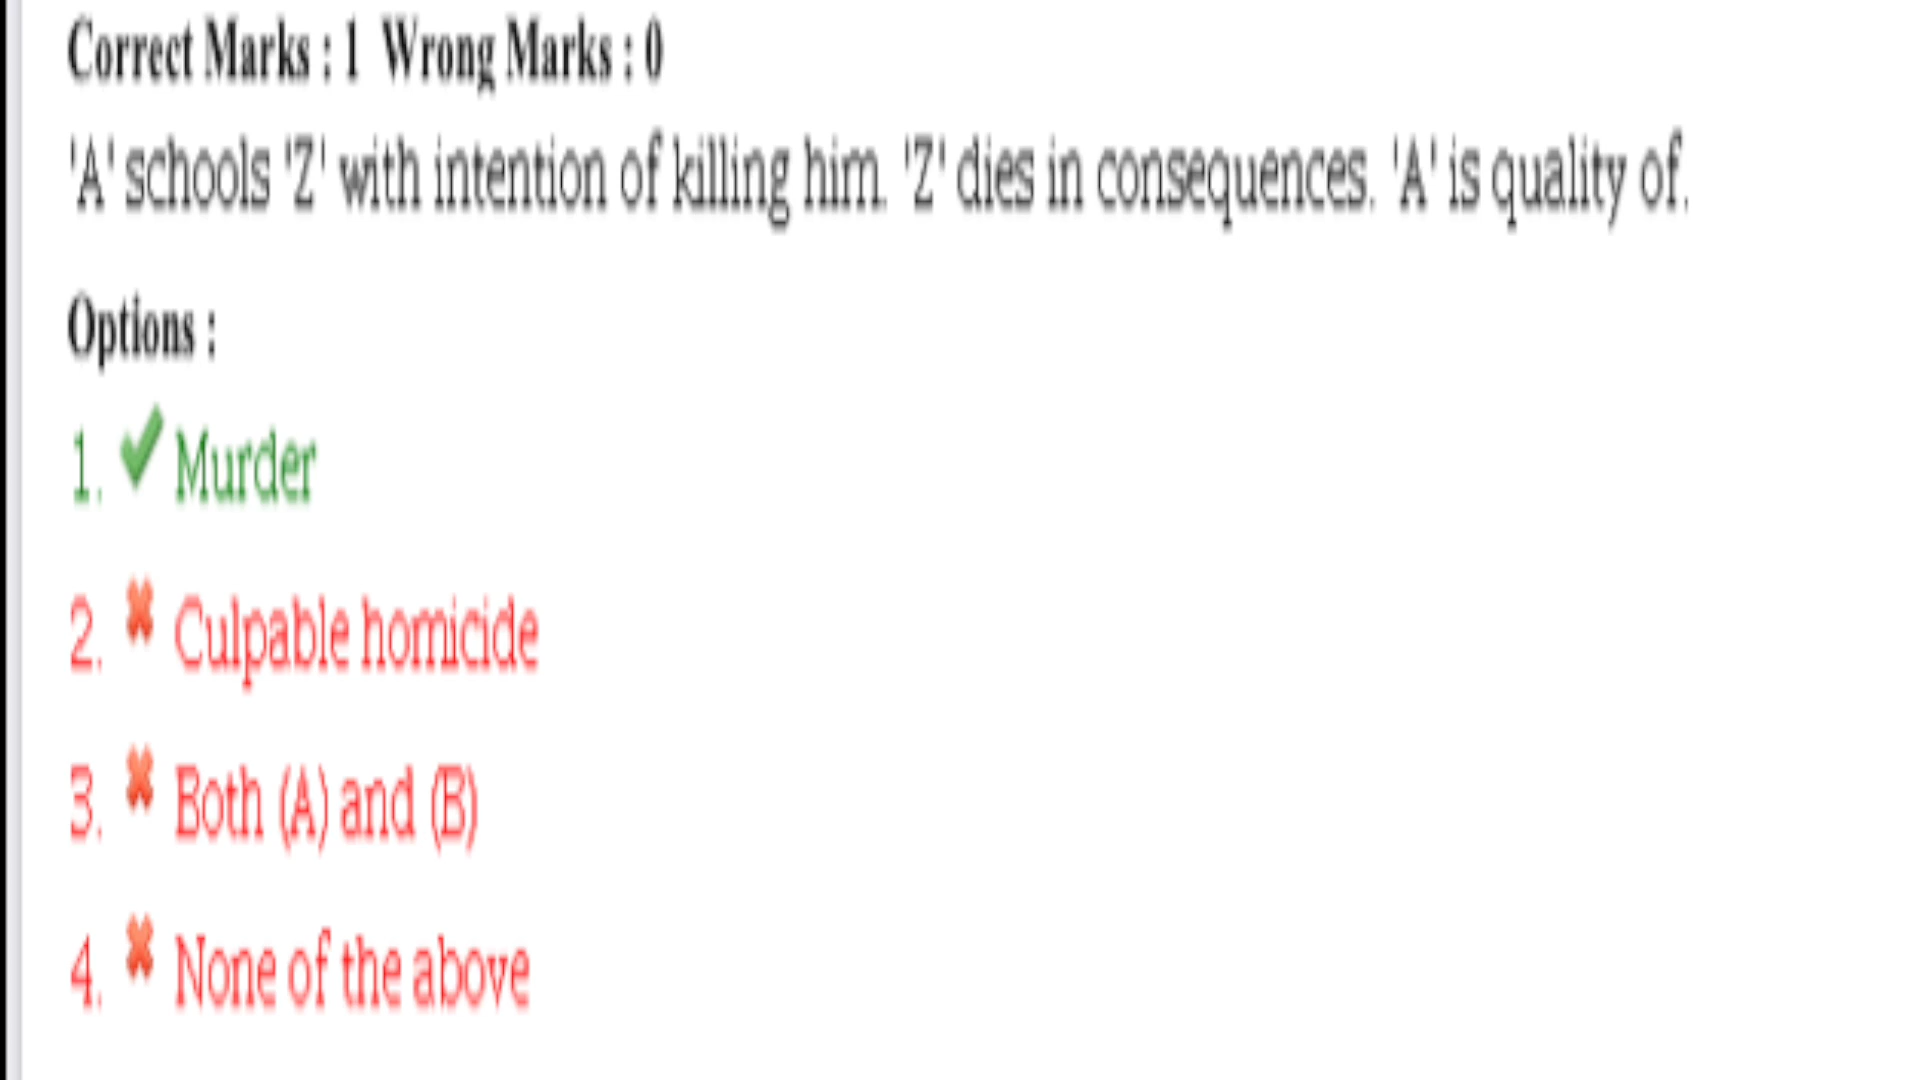 Correct Marks : 1 Wrong Marks : 0
'A' schools 'Z' with intention of killing him. 'Z' dies in consequences. 'A' is quality of.
Options :
1. Murder
2. Culpable homicide
3. Both (A) and (B)
4. None of the above